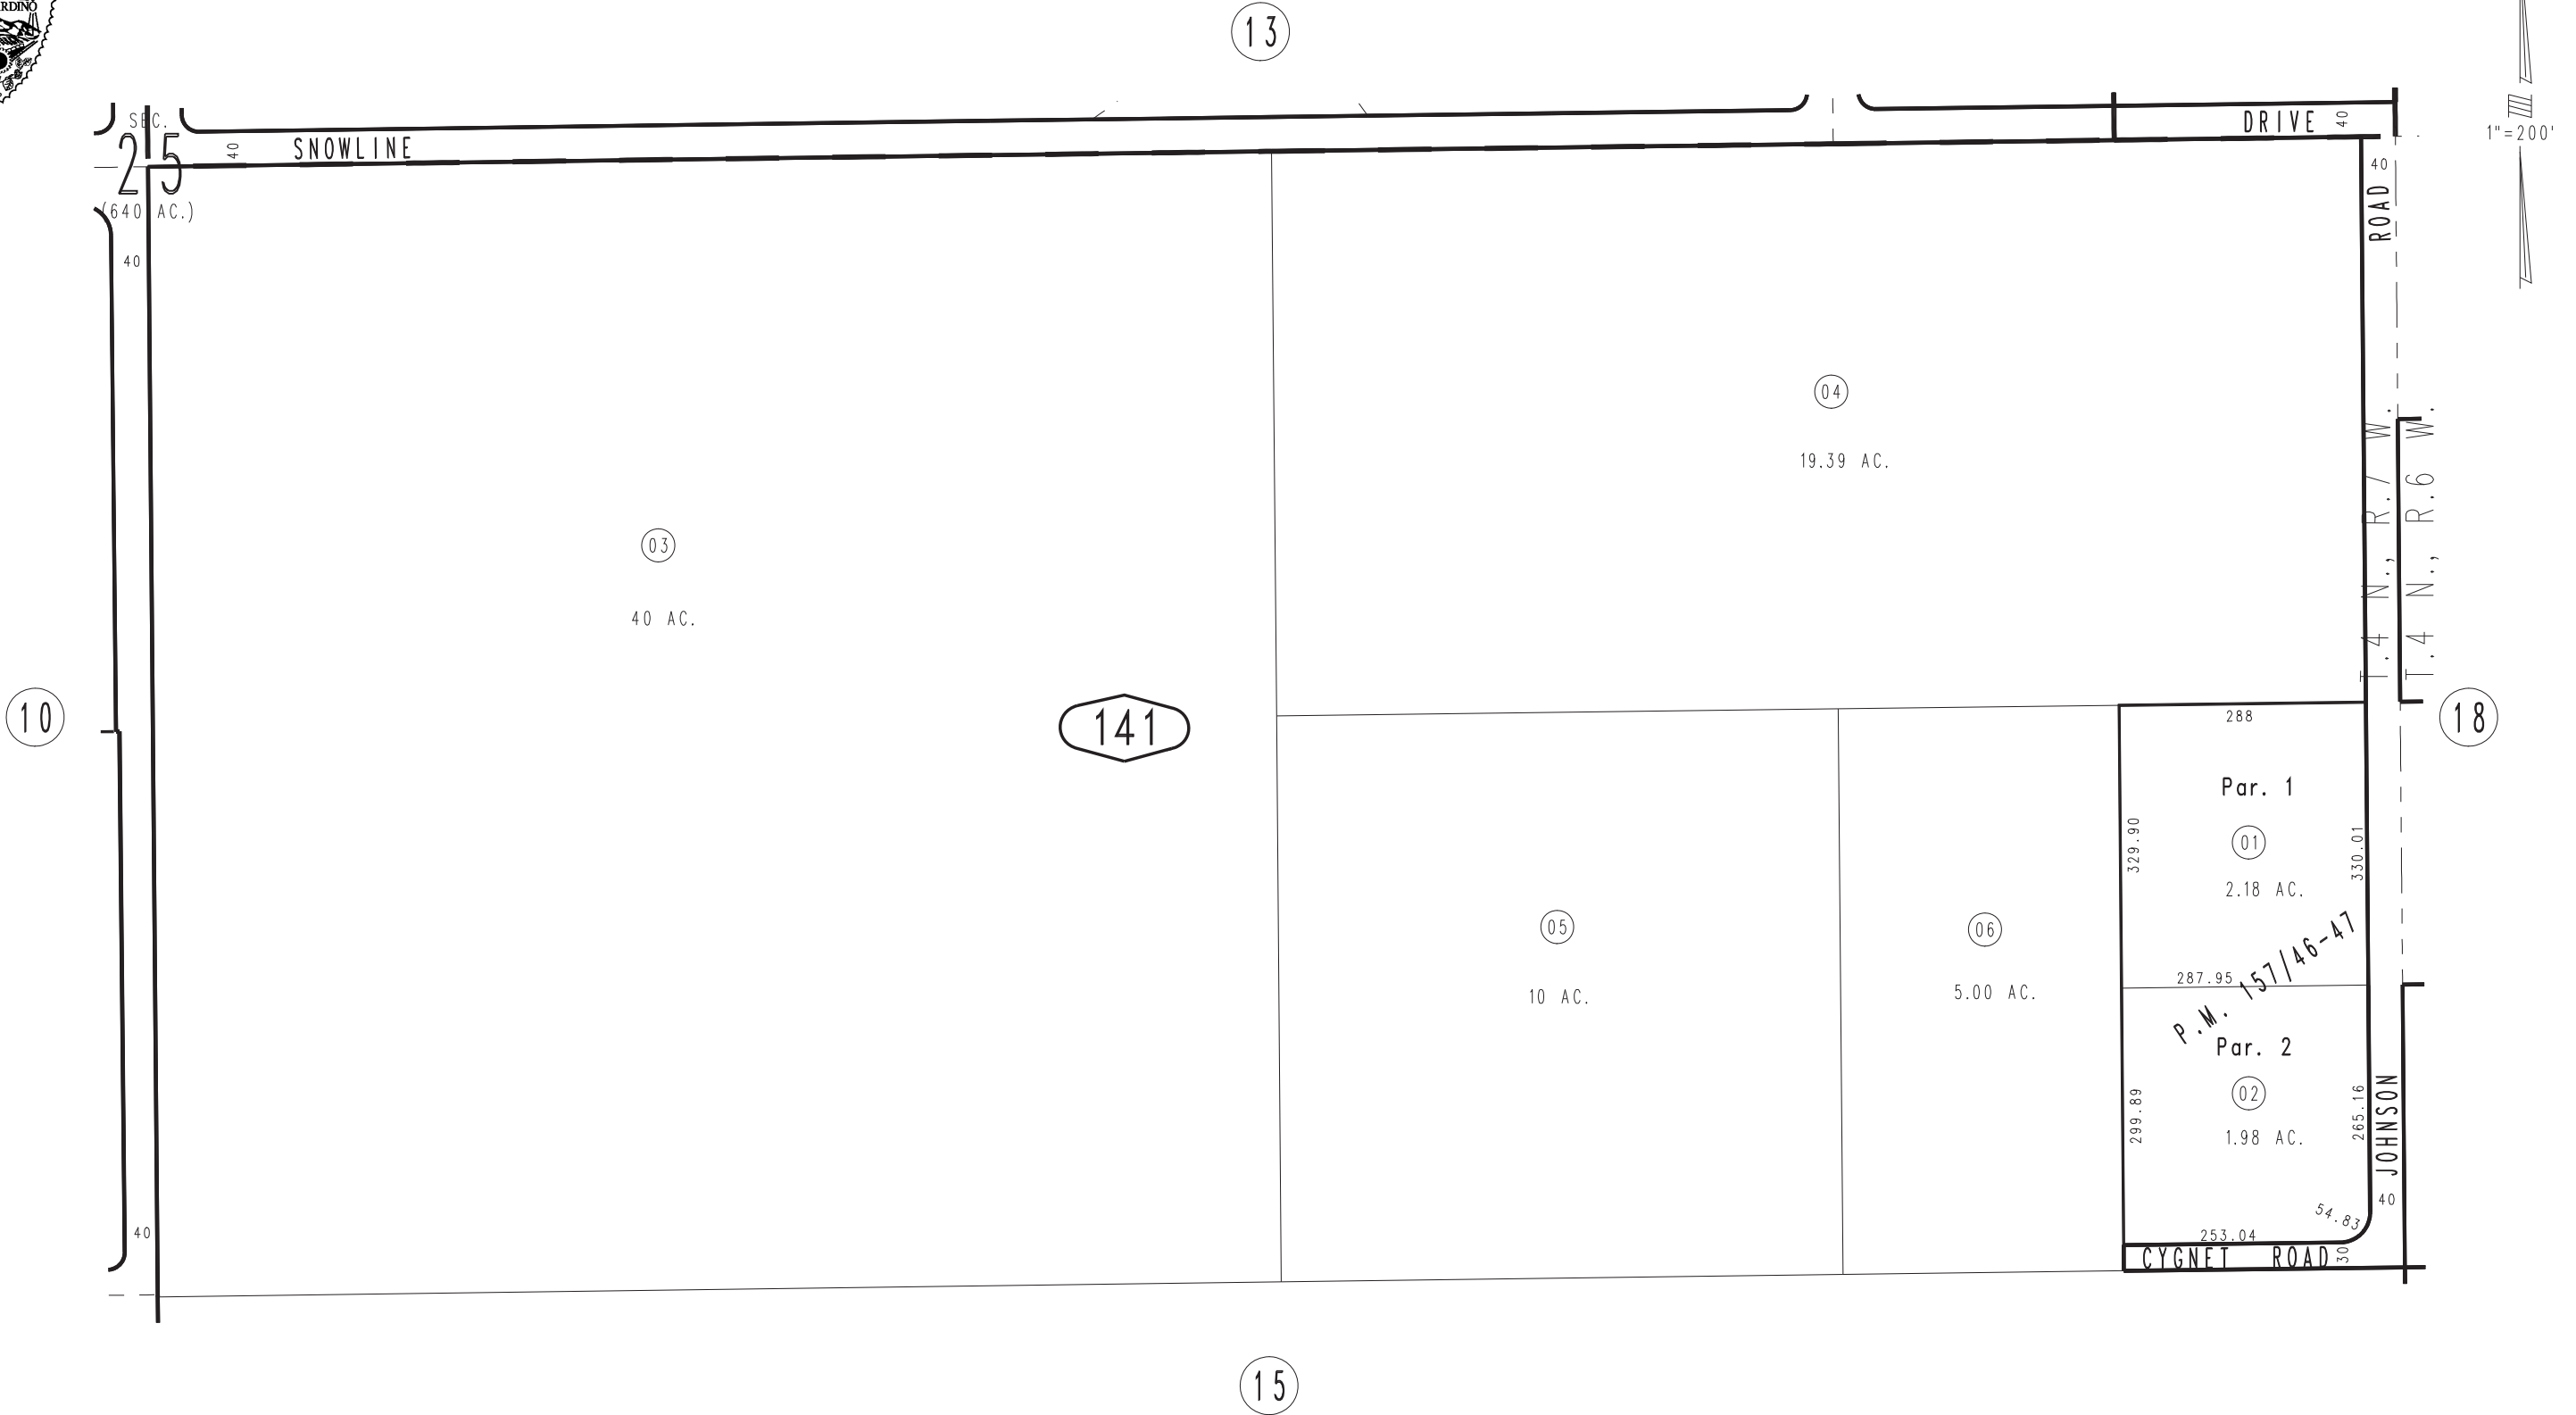 13
SEC.
25
(640 AC.)
40
SNOWLINE
DRIVE
40
1"=200'
40
ROAD
40
04
19.39 AC.
T.4 N., R.7 W.
T.4 N., R.6 W.
03
40 AC.
10
141
18
288
Par. 1
329.90
01
330.01
2.18 AC.
P.M. 157/46-47
287.95
05
10 AC.
06
5.00 AC.
Par. 2
02
299.89
265.16
1.98 AC.
JOHNSON
40
54.83
253.04
CYGNET ROAD
30
40
15